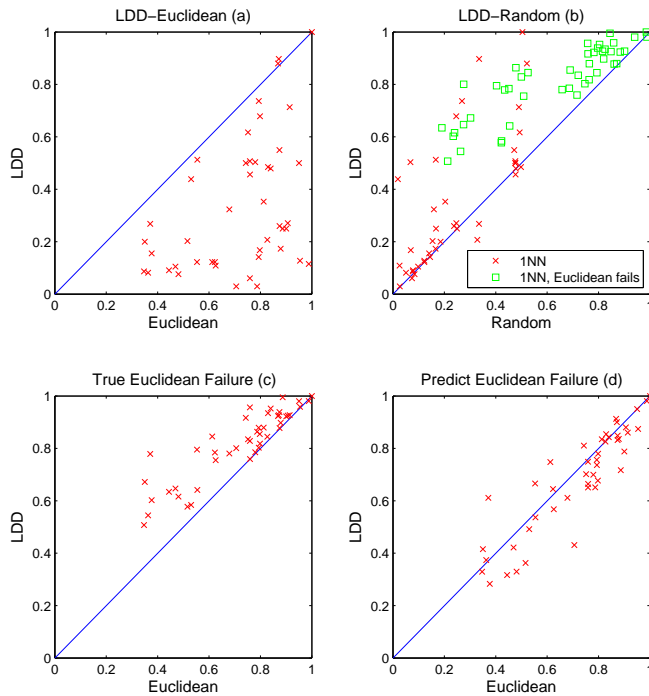 LDD-Euclidean (a)
1
0.8
0.6
0.4
0.2
0
0 0.2 0.4 0.6 0.8 1
LDD
Euclidean
LDD-Random (b)
1
0.8
0.6
0.4
0.2
0
0 0.2 0.4 0.6 0.8 1
LDD
Random
1NN
1NN, Euclidean fails
True Euclidean Failure (c)
1
0.8
0.6
0.4
0.2
0
0 0.2 0.4 0.6 0.8 1
LDD
Euclidean
Predict Euclidean Failure (d)
1
0.8
0.6
0.4
0.2
0
0 0.2 0.4 0.6 0.8 1
LDD
Euclidean